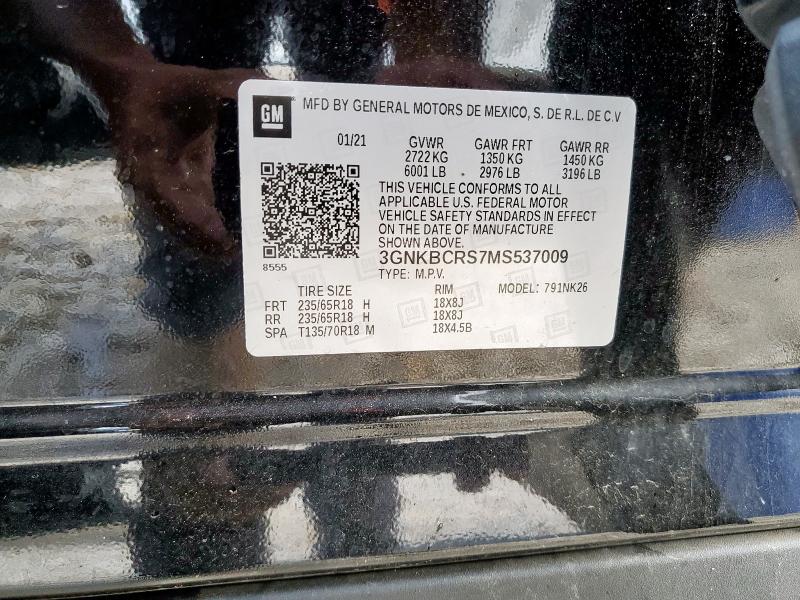 GM ® MFD BY GENERAL MOTORS DE MEXICO, S. DE R.L. DE C.V
01/21 GVWR GAWR FRT GAWR RR
2722 KG 1350 KG 1450 KG
6001 LB 2976 LB 3196 LB
THIS VEHICLE CONFORMS TO ALL
APPLICABLE U.S. FEDERAL MOTOR
VEHICLE SAFETY STANDARDS IN EFFECT
ON THE DATE OF MANUFACTURE
SHOWN ABOVE.
8555
3GNKBCRS7MS537009
TYPE: M.P.V.
TIRE SIZE RIM MODEL: 791NK26
FRT 235/65R18 H 18X8J
RR 235/65R18 H 18X8J
SPA T135/70R18 M 18X4.5B